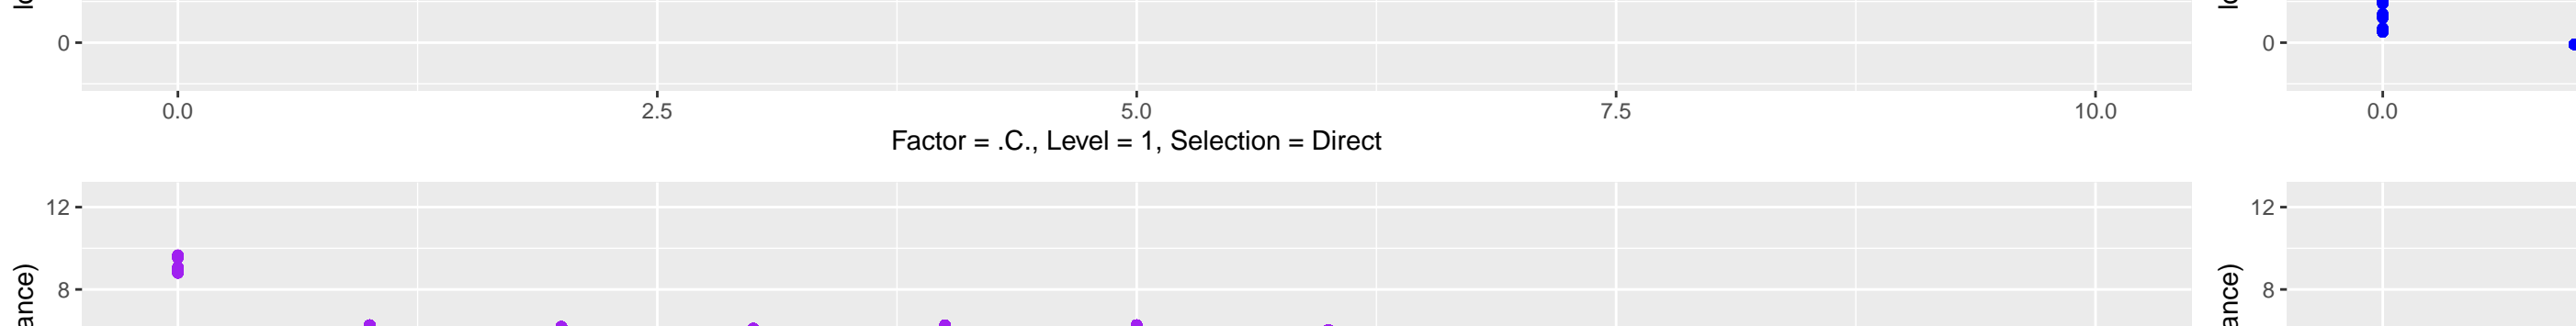 0
0.0 2.5 5.0 7.5 10.0
Factor = .C., Level = 1, Selection = Direct
12
8
ance)
0
0.0
12
8
ance)